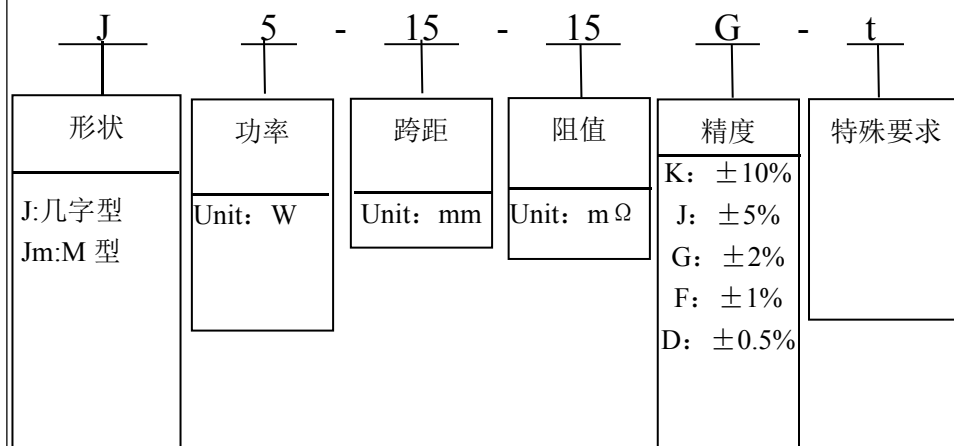 J 5 - 15 - 15 G - t
形状 功率 跨距 阻值 精度 特殊要求
J:几字型
Jm:M 型
Unit：W
Unit：mm
Unit：mΩ
K：±10%
J：±5%
G：±2%
F：±1%
D：±0.5%